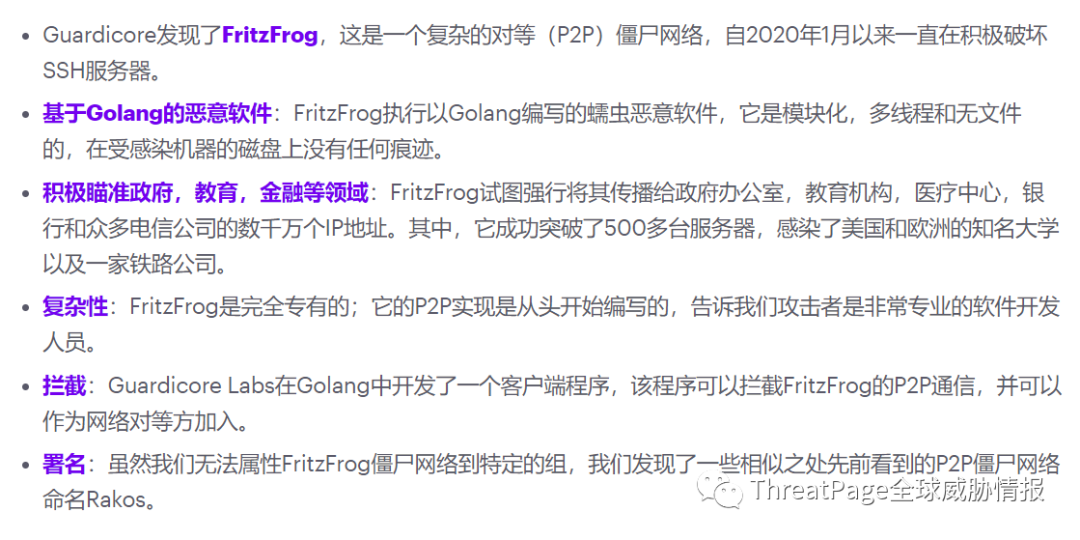 Guardicore发现了FritzFrog，这是一个复杂的对等（P2P）僵尸网络，自2020年1月以来一直在积极破坏
SSH服务器。
基于Golang的恶意软件：FritzFrog执行以Golang编写的蠕虫恶意软件，它是模块化，多线程和无文件
的，在受感染机器的磁盘上没有任何痕迹。
积极瞄准政府，教育，金融等领域：FritzFrog试图强行将其传播给政府办公室，教育机构，医疗中心，银
行和众多电信公司的数千万个IP地址。其中，它成功突破了500多台服务器，感染了美国和欧洲的知名大学
以及一家铁路公司。
复杂性：FritzFrog是完全专有的；它的P2P实现是从头开始编写的，告诉我们攻击者是非常专业的软件开发
人员。
拦截：Guardicore Labs在Golang中开发了一个客户端程序，该程序可以拦截FritzFrog的P2P通信，并可以
作为网络对等方加入。
署名：虽然我们无法属性FritzFrog僵尸网络到特定的组，我们发现了一些相似之处先前看到的P2P僵尸网络
命名Rakos。
ThreatPage全球威胁情报